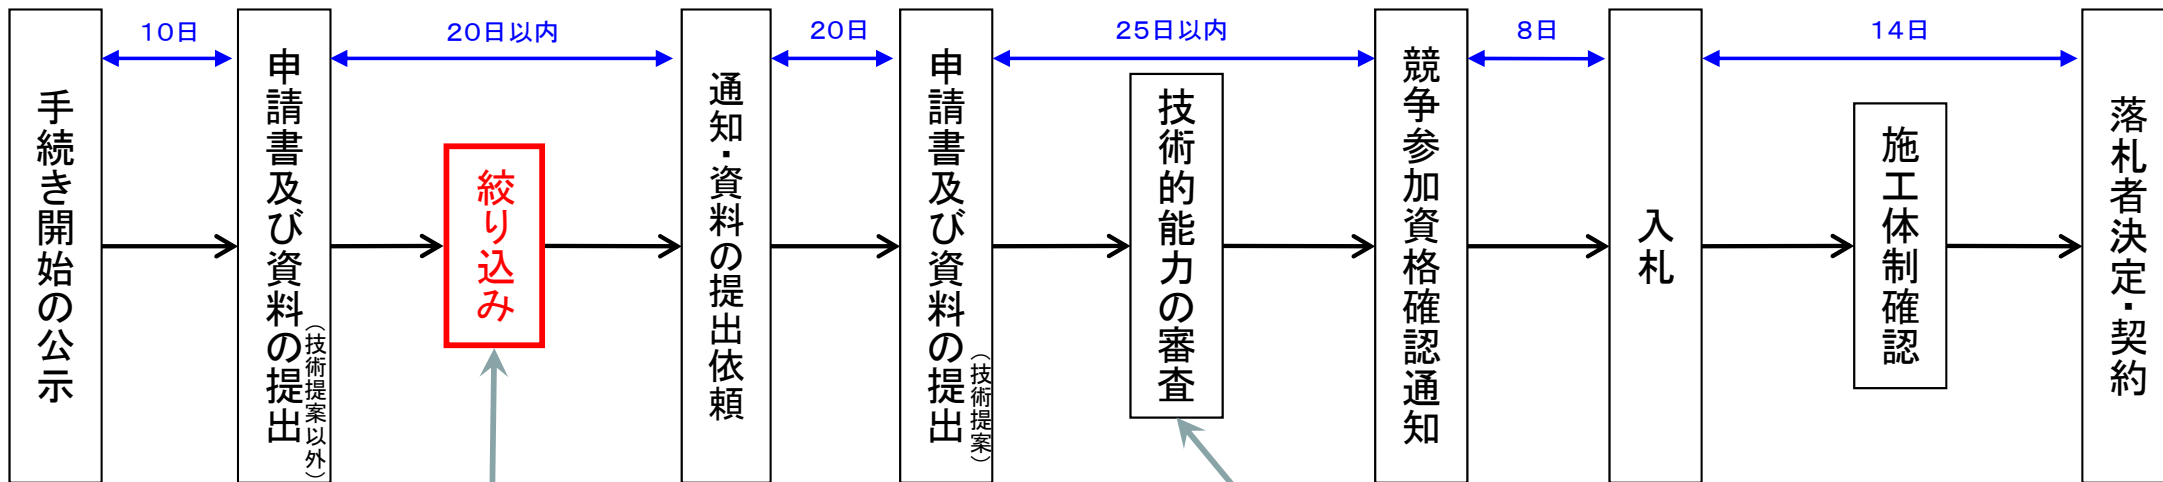 10日
20日以内
20日
25日以内
8日
14日
手続き開始の公示
申請書及び資料の提出
（技術提案以外）
絞り込み
通知・資料の提出依頼
申請書及び資料の提出
（技術提案）
技術的能力の審査
競争参加資格確認通知
入札
施工体制確認
落札者決定・契約